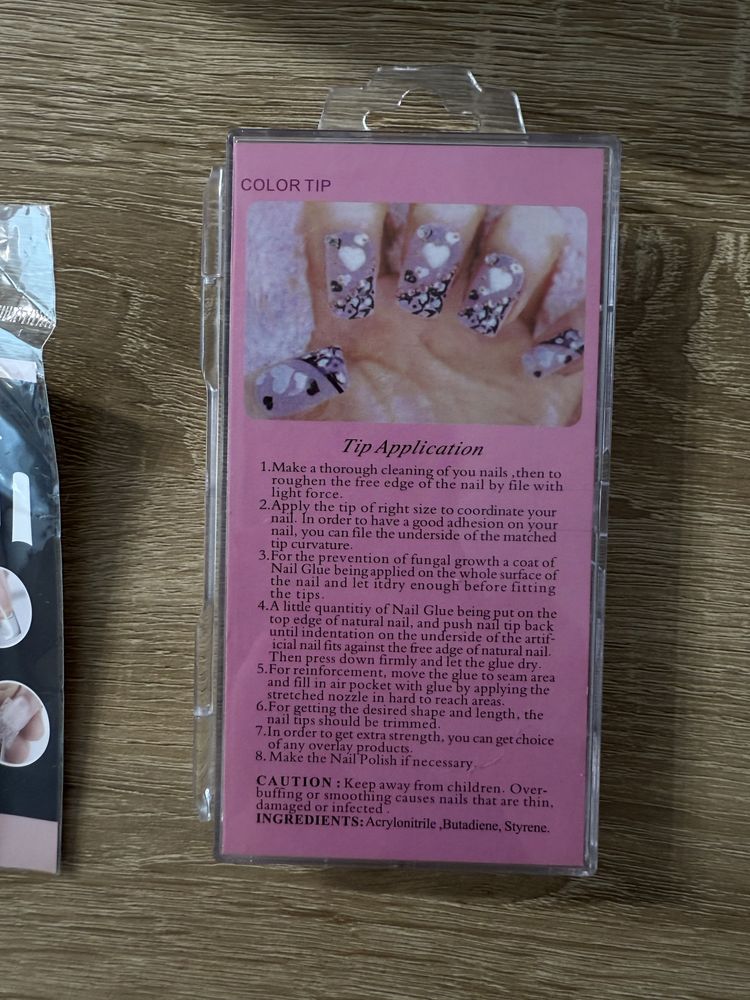 COLOR TIP
Tip Application
1.Make a thorough cleaning of you nails ,then to
roughen the free edge of the nail by file with
light force.
2.Apply the tip of right size to coordinate your
nail. In order to have a good adhesion on your
nail, you can file the underside of the matched
tip curvature.
3.For the prevention of fungal growth a coat of
Nail Glue being applied on the whole surface of
the nail and let itdry enough before fitting
the tips.
4.A little quantitiy of Nail Glue being put on the
top edge of natural nail, and push nail tip back
until indentation on the underside of the artif-
icial nail fits against the free adge of natural nail.
Then press down firmly and let the glue dry.
5.For reinforcement, move the glue to seam area
and fill in air pocket with glue by applying the
stretched nozzle in hard to reach areas.
6.For getting the desired shape and length, the
nail tips should be trimmed.
7.In order to get extra strength, you can get choice
of any overlay products.
8. Make the Nail Polish if necessary.
CAUTION : Keep away from children. Over-
buffing or smoothing causes nails that are thin,
damaged or infected .
INGREDIENTS: Acrylonitrile ,Butadiene, Styrene.